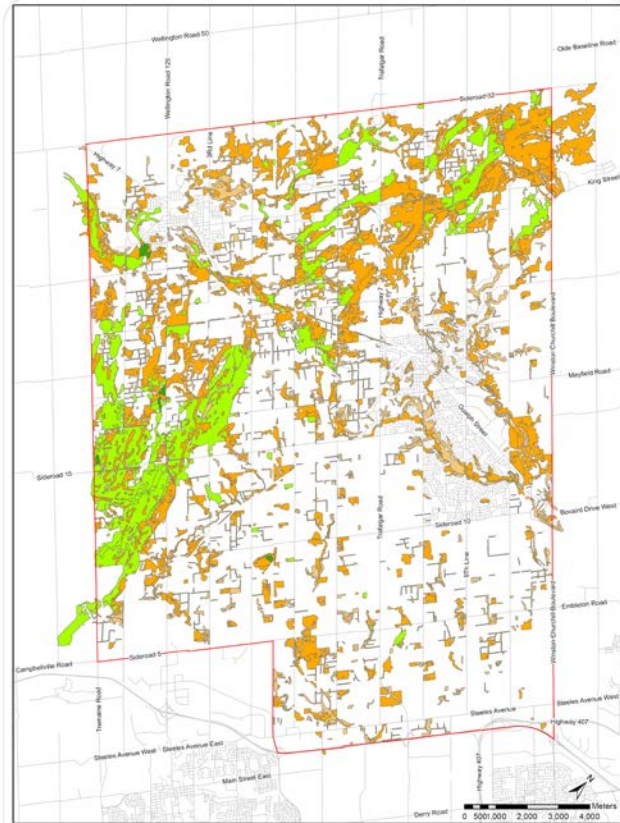 Wellington Road 50
Olde Baseline Road
Wellington Road 125
Trafalgar Road
Sideroad 32
3Rd Line
Highway 7
King Street
Highway 7
Winston Churchill Boulevard
Mayfield Road
Guelph Street
Sideroad 15
Trafalgar Road
Sideroad 10
Bovaird Drive West
8Th Line
Embleton Road
Winston Churchill Boulevard
Sideroad 5
Campbellville Road
Tremaine Road
Steeles Avenue
Steeles Avenue West
Highway 407
Steeles Avenue West
Steeles Avenue East
Main Street East
Highway 407
Derry Road
N
Meters
0 500 1,000 2,000 3,000 4,000